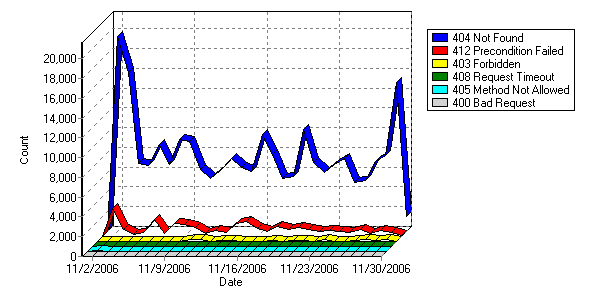 404 Not Found
412 Precondition Failed
403 Forbidden
408 Request Timeout
405 Method Not Allowed
400 Bad Request
20,000
18,000
16,000
14,000
12,000
10,000
8,000
6,000
4,000
2,000
0
Count
11/2/2006 11/9/2006 11/16/2006 11/23/2006 11/30/2006
Date